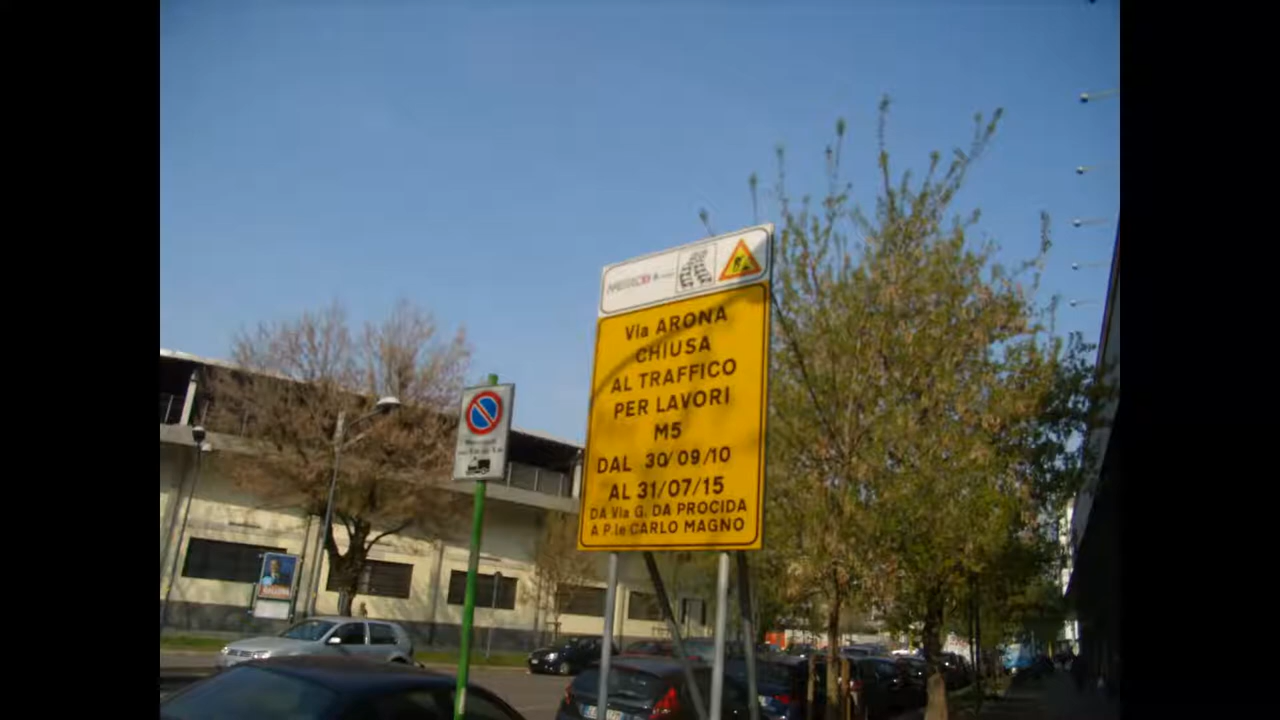 Via ARONA
CHIUSA
AL TRAFFICO
PER LAVORI
M5
DAL 30/09/10
AL 31/07/15
DA Via G. DA PROCIDA
A P.le CARLO MAGNO